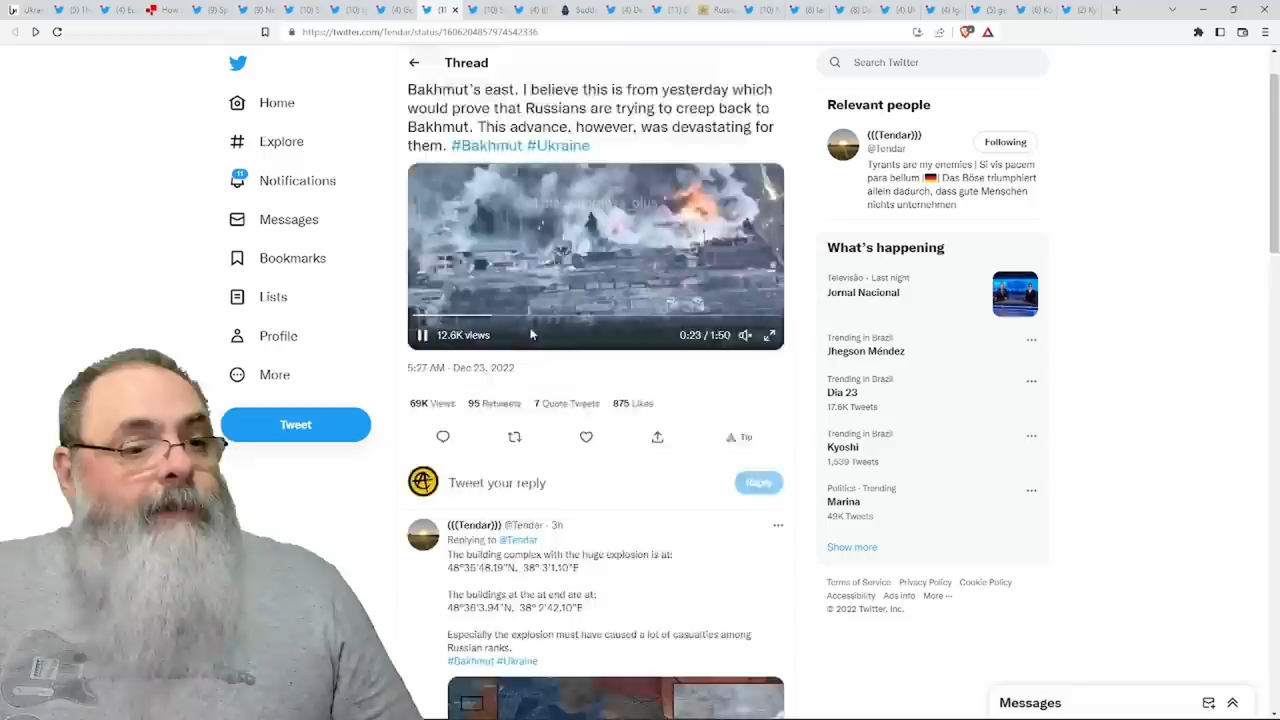 https://twitter.com/Tendar/status/1606204857974542336
Home
Explore
11
Notifications
Messages
Bookmarks
Lists
Profile
More
Tweet
Thread
Bakhmut's east. I believe this is from yesterday which
would prove that Russians are trying to creep back to
Bakhmut. This advance, however, was devastating for
them. #Bakhmut #Ukraine
12.6K views
0:23 / 1:50
5:27 AM · Dec 23, 2022
69K Views 95 Retweets 7 Quote Tweets 875 Likes
Tip
Tweet your reply
Reply
(((Tendar))) @Tendar · 3h
Replying to @Tendar
The building complex with the huge explosion is at:
48°35'48.19"N, 38° 3'1.10"E
The buildings at the at end are at:
48°36'3.94"N, 38° 2'42.10"E
Especially the explosion must have caused a lot of casualties among
Russian ranks.
#Bakhmut #Ukraine
Search Twitter
Relevant people
(((Tendar)))
@Tendar
Following
Tyrants are my enemies | Si vis pacem
para bellum | Das Böse triumphiert
allein dadurch, dass gute Menschen
nichts unternehmen
What's happening
Televisão · Last night
Jornal Nacional
Trending in Brazil
Jhegson Méndez
Trending in Brazil
Dia 23
17.6K Tweets
Trending in Brazil
Kyoshi
1,539 Tweets
Politics · Trending
Marina
49K Tweets
Show more
Terms of Service Privacy Policy Cookie Policy
Accessibility Ads info More ···
© 2022 Twitter, Inc.
Messages